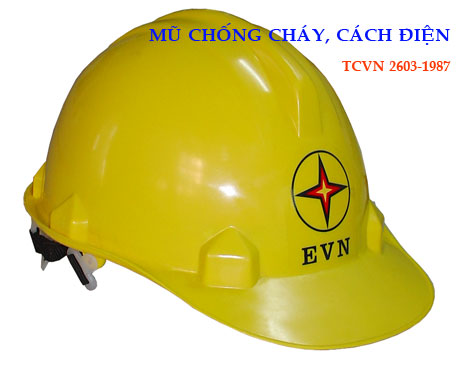 MŨ CHỐNG CHÁY, CÁCH ĐIỆN
TCVN 2603-1987
EVN